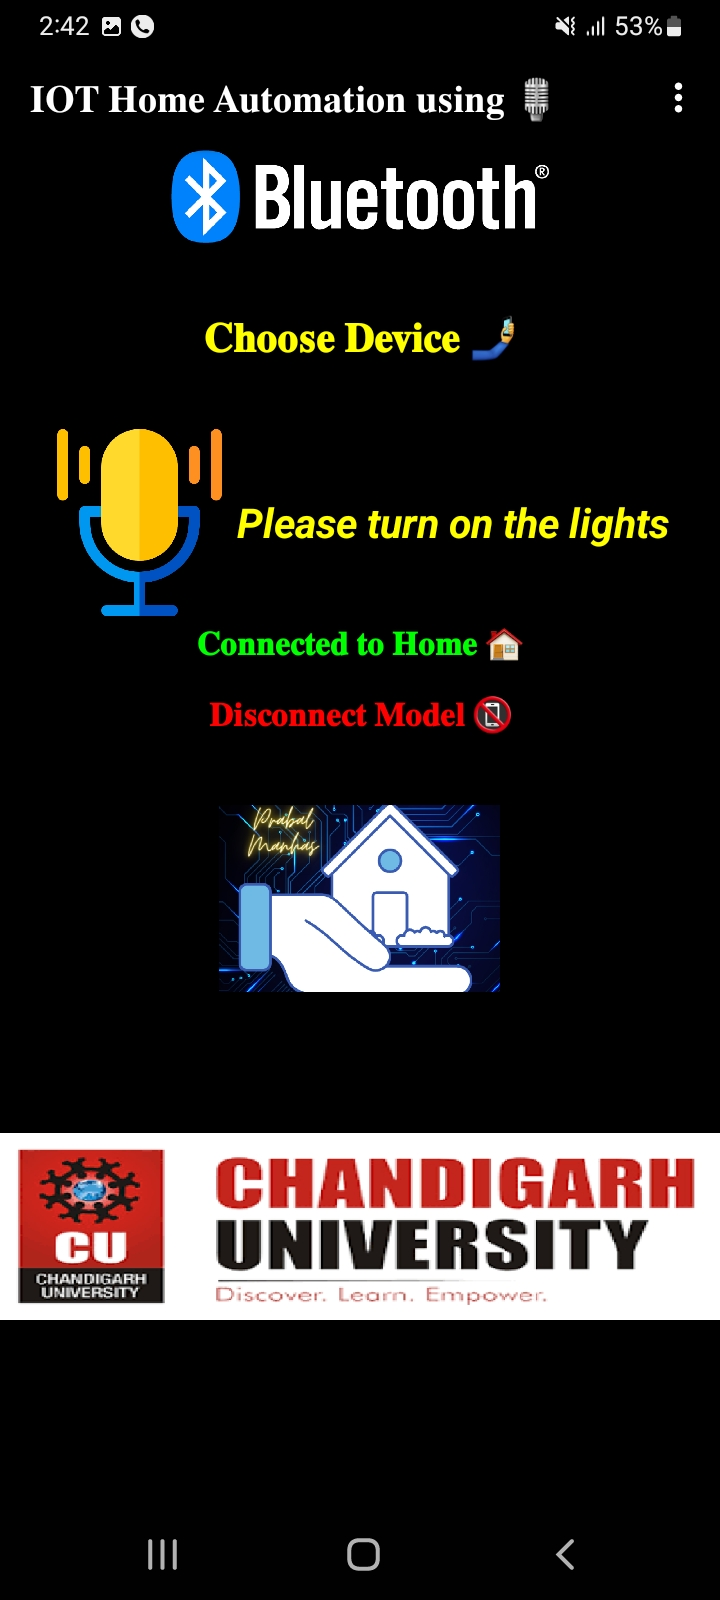 2:42 53%
IOT Home Automation using 🎙️
Bluetooth®
Choose Device 🤳
Please turn on the lights
Connected to Home 🏠
Disconnect Model 📵
Prabal
Manhas
CU
CHANDIGARH
UNIVERSITY
CHANDIGARH
UNIVERSITY
Discover. Learn. Empower.